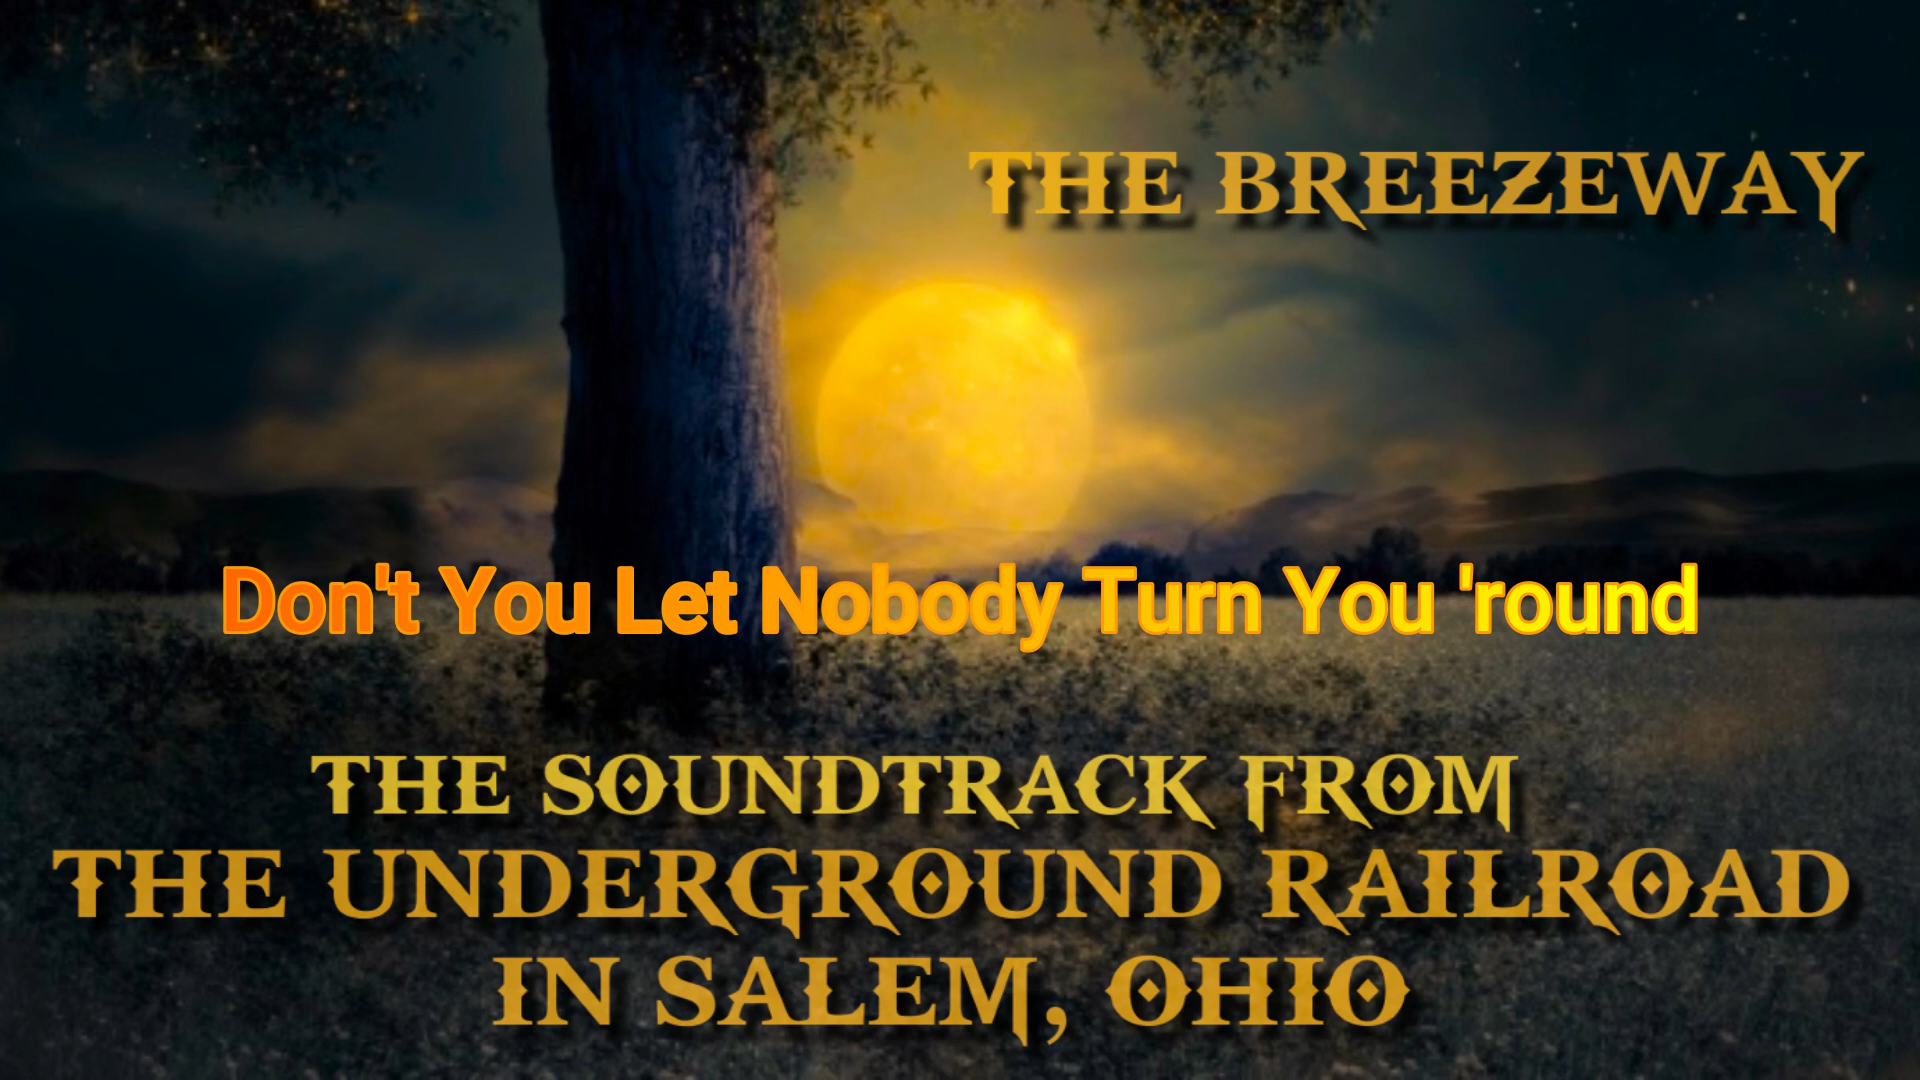 THE BREEZEWAY
Don't You Let Nobody Turn You 'round
THE SOUNDTRACK FROM
THE UNDERGROUND RAILROAD
IN SALEM, OHIO